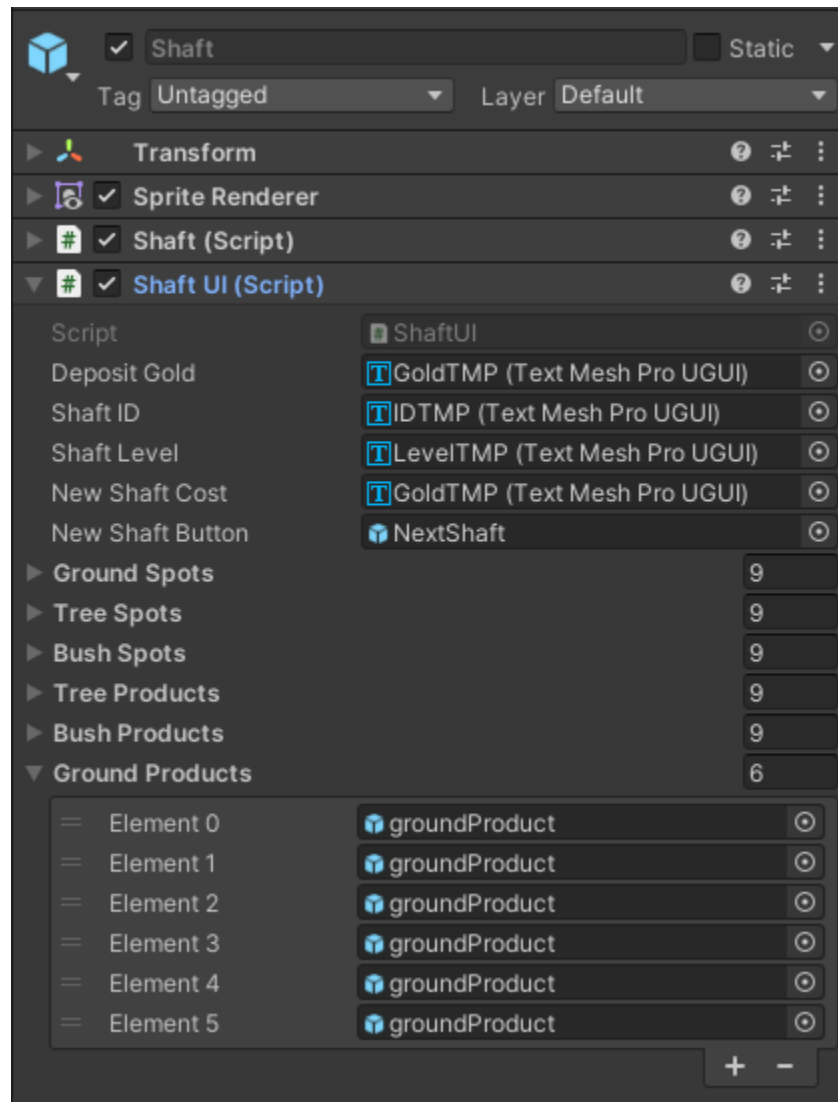 Shaft Static
Tag Untagged Layer Default
Transform
Sprite Renderer
# Shaft (Script)
# Shaft UI (Script)
Script # ShaftUI
Deposit Gold T GoldTMP (Text Mesh Pro UGUI)
Shaft ID T IDTMP (Text Mesh Pro UGUI)
Shaft Level T LevelTMP (Text Mesh Pro UGUI)
New Shaft Cost T GoldTMP (Text Mesh Pro UGUI)
New Shaft Button NextShaft
Ground Spots 9
Tree Spots 9
Bush Spots 9
Tree Products 9
Bush Products 9
Ground Products 6
Element 0 groundProduct
Element 1 groundProduct
Element 2 groundProduct
Element 3 groundProduct
Element 4 groundProduct
Element 5 groundProduct
+ −